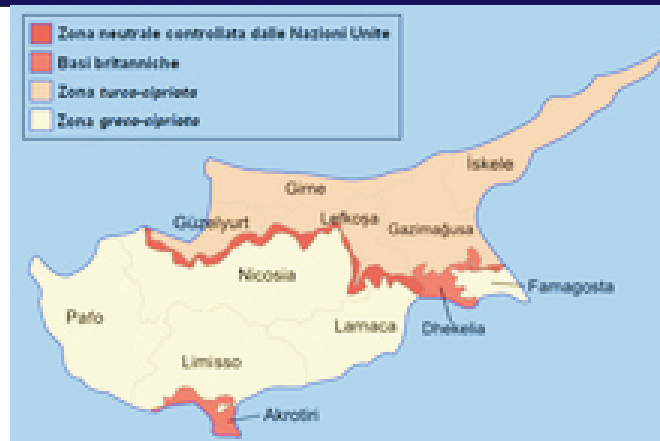 Zona neutrale controllata dalle Nazioni Unite
Basi britanniche
Zona turco-cipriota
Zona greco-cipriota
Iskele
Girne
Lefkoşa
Güzelyurt
Gazimağusa
Nicosia
Famagosta
Pafo
Larnaca
Dhekelia
Limisso
Akrotiri